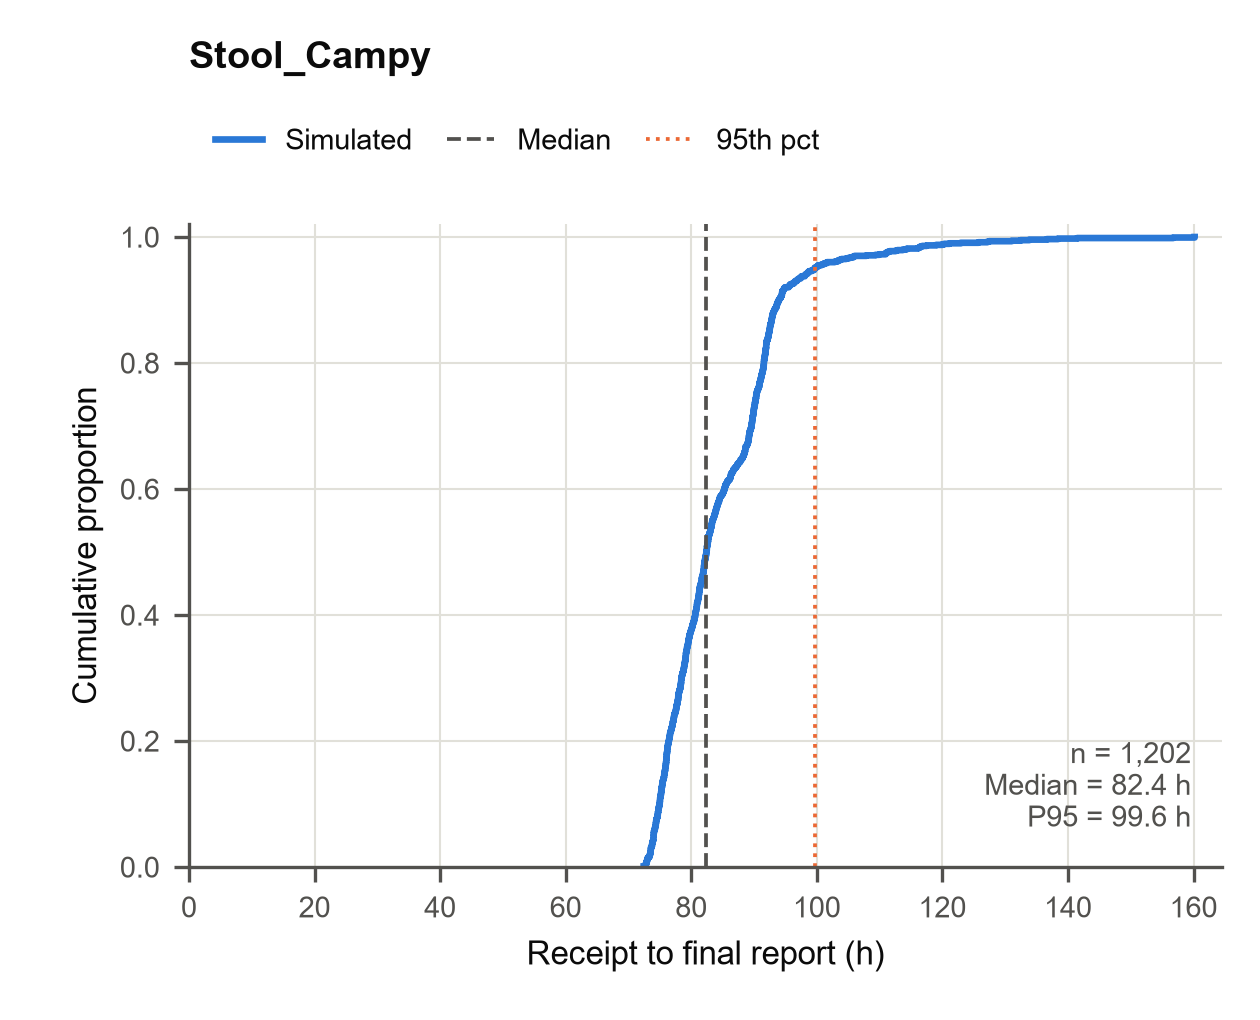 Stool_Campy
Simulated Median 95th pct
1.0
0.8
0.6
0.4
0.2
0.0
Cumulative proportion
n = 1,202
Median = 82.4 h
P95 = 99.6 h
0 20 40 60 80 100 120 140 160
Receipt to final report (h)